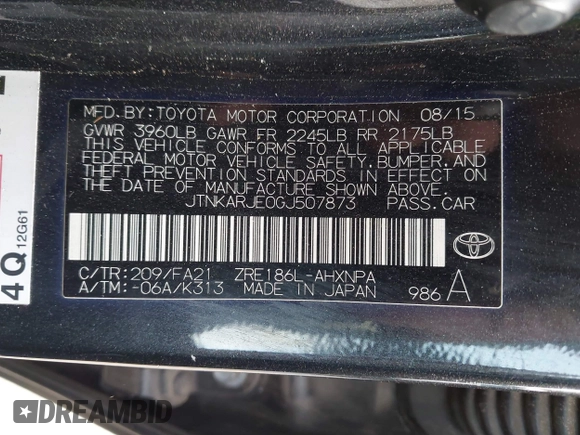 MFD. BY: TOYOTA MOTOR CORPORATION 08/15
GVWR 3960LB GAWR FR 2245LB RR 2175LB
THIS VEHICLE CONFORMS TO ALL APPLICABLE
FEDERAL MOTOR VEHICLE SAFETY, BUMPER, AND
THEFT PREVENTION STANDARDS IN EFFECT ON
THE DATE OF MANUFACTURE SHOWN ABOVE.
JTNKARJE0GJ507873 PASS.CAR
C/TR: 209/FA21 ZRE186L-AHXNPA
A/TM: -06A/K313 MADE IN JAPAN 986 A
TOYOTA
4Q 12G61
DREAMBID